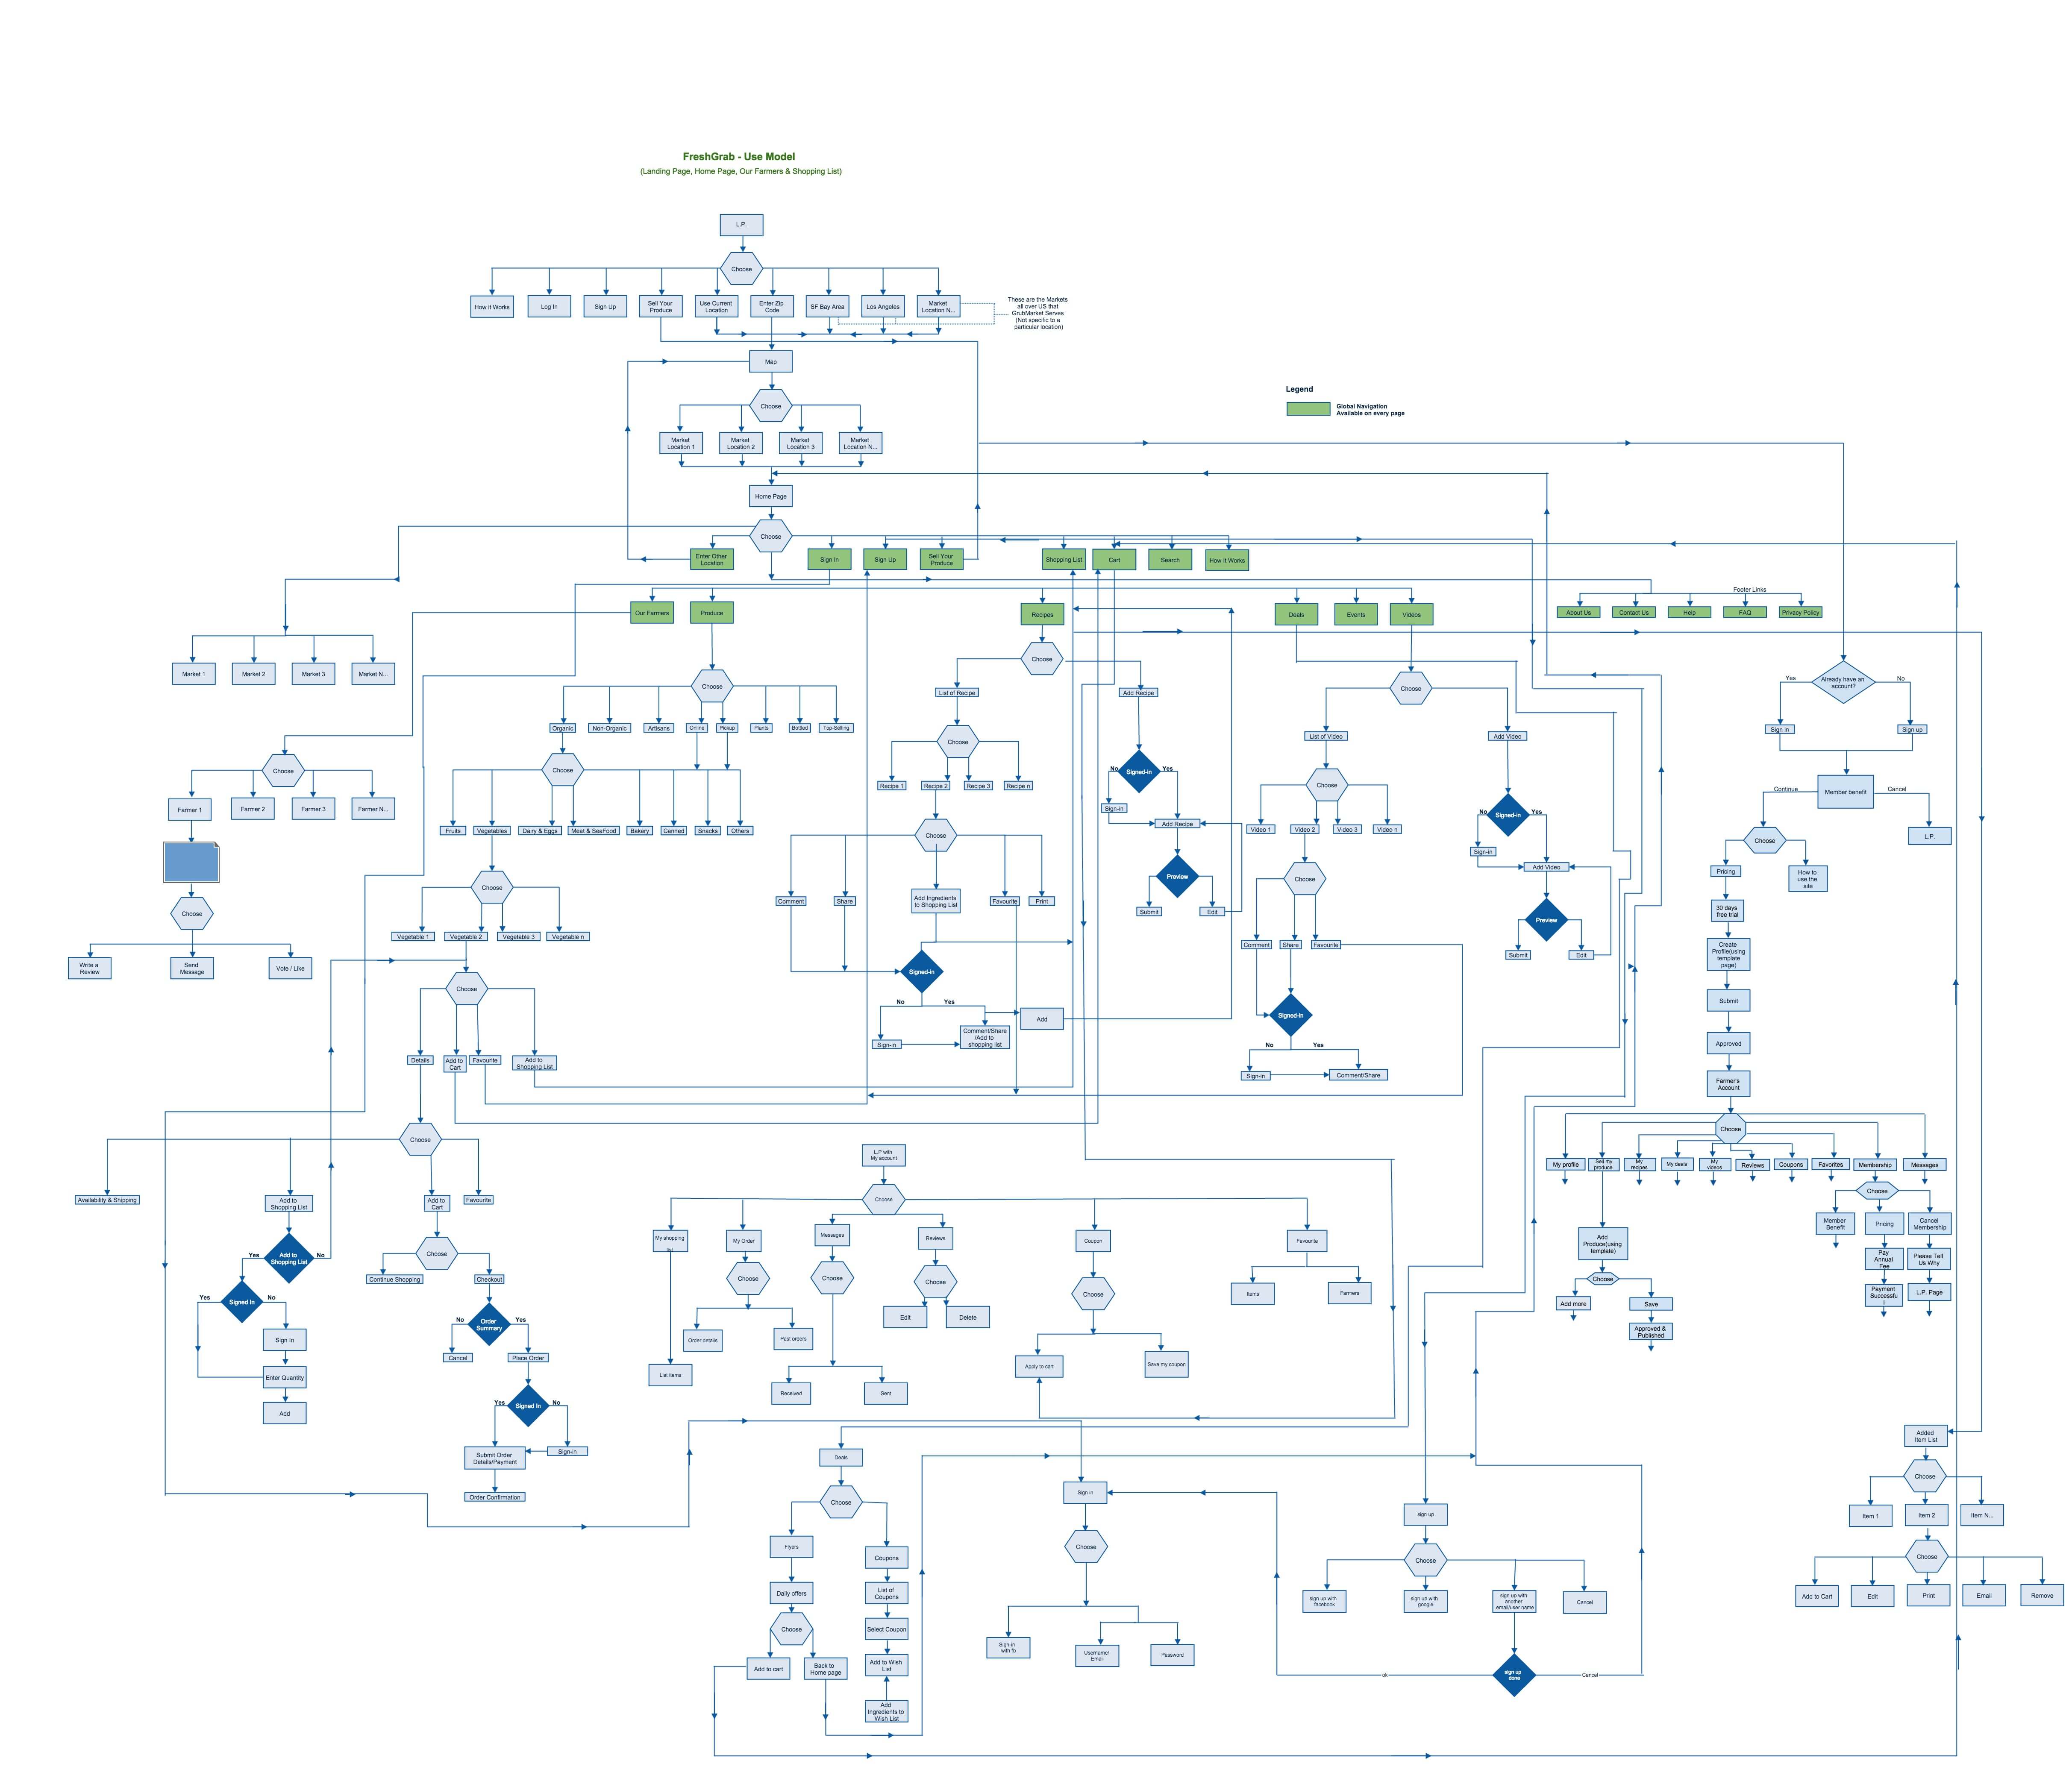 FreshGrab - Use Model
(Landing Page, Home Page, Our Farmers & Shopping List)
L.P.
Choose
How it Works
Log In
Sign Up
Sell Your
Produce
Use Current
Location
Enter Zip
Code
SF Bay Area
Los Angeles
Market
Location N...
These are the Markets
all over US that
GrubMarket Serves
(Not specific to a
particular location)
Map
Choose
Legend
Global Navigation
Available on every page
Market
Location 1
Market
Location 2
Market
Location 3
Market
Location N...
Home Page
Choose
Enter Other
Location
Sign In
Sign Up
Sell Your
Produce
Shopping List
Cart
Search
How It Works
Our Farmers
Produce
Recipes
Deals
Events
Videos
Footer Links
About Us
Contact Us
Help
FAQ
Privacy Policy
Market 1
Market 2
Market 3
Market N...
Choose
Farmer 1
Farmer 2
Farmer 3
Farmer N...
Choose
Write a
Review
Send
Message
Vote / Like
Choose
Organic
Non-Organic
Artisans
Online
Pickup
Plants
Bottled
Top-Selling
Choose
Fruits
Vegetables
Dairy & Eggs
Meat & SeaFood
Bakery
Canned
Snacks
Others
Choose
Vegetable 1
Vegetable 2
Vegetable 3
Vegetable n
Choose
Details
Add to
Cart
Favourite
Add to
Shopping List
Choose
Availability & Shipping
Add to
Shopping List
Add to
Cart
Favourite
Add to
Shopping List
Yes
No
Signed In
Yes
No
Sign In
Enter Quantity
Add
Choose
Continue Shopping
Checkout
Order
Summary
No
Yes
Cancel
Place Order
Signed In
Yes
No
Submit Order
Details/Payment
Sign-in
Order Confirmation
Choose
List of Recipe
Add Recipe
Choose
Recipe 1
Recipe 2
Recipe 3
Recipe n
Choose
Comment
Share
Add Ingredients
to Shopping List
Favourite
Print
Signed-in
No
Yes
Sign-in
Comment/Share
/Add to
shopping list
Add
Signed-in
No
Yes
Sign-in
Add Recipe
Preview
Submit
Edit
Choose
List of Video
Add Video
Choose
Video 1
Video 2
Video 3
Video n
Choose
Comment
Share
Favourite
Signed-in
No
Yes
Sign-in
Comment/Share
Signed-in
No
Yes
Sign-in
Add Video
Preview
Submit
Edit
Already have an
account?
Yes
No
Sign in
Sign up
Member benefit
Continue
Cancel
L.P.
Choose
Pricing
How to
use the
site
30 days
free trial
Create
Profile(using
template
page)
Submit
Approved
Farmer's
Account
Choose
My profile
Sell my
produce
My
recipes
My deals
My
videos
Reviews
Coupons
Favorites
Membership
Messages
Choose
Member
Benefit
Pricing
Cancel
Membership
Pay
Annual
Fee
Please Tell
Us Why
Payment
Successfu
l
L.P. Page
Add
Produce(using
template)
Choose
Add more
Save
Approved &
Published
L.P with
My account
Choose
My shopping
list
My Order
Messages
Reviews
Coupon
Favourite
Choose
Choose
Choose
Choose
Items
Farmers
Order details
Past orders
Edit
Delete
List items
Received
Sent
Apply to cart
Save my coupon
Deals
Choose
Flyers
Coupons
Daily offers
List of
Coupons
Choose
Select Coupon
Add to cart
Back to
Home page
Add to Wish
List
Add
Ingredients to
Wish List
Sign in
Choose
Sign-in
with fb
Username/
Email
Password
sign up
Choose
sign up with
facebook
sign up with
google
sign up with
another
email/user name
Cancel
sign up
done
ok
Cancel
Added
Item List
Choose
Item 1
Item 2
Item N...
Choose
Add to Cart
Edit
Print
Email
Remove